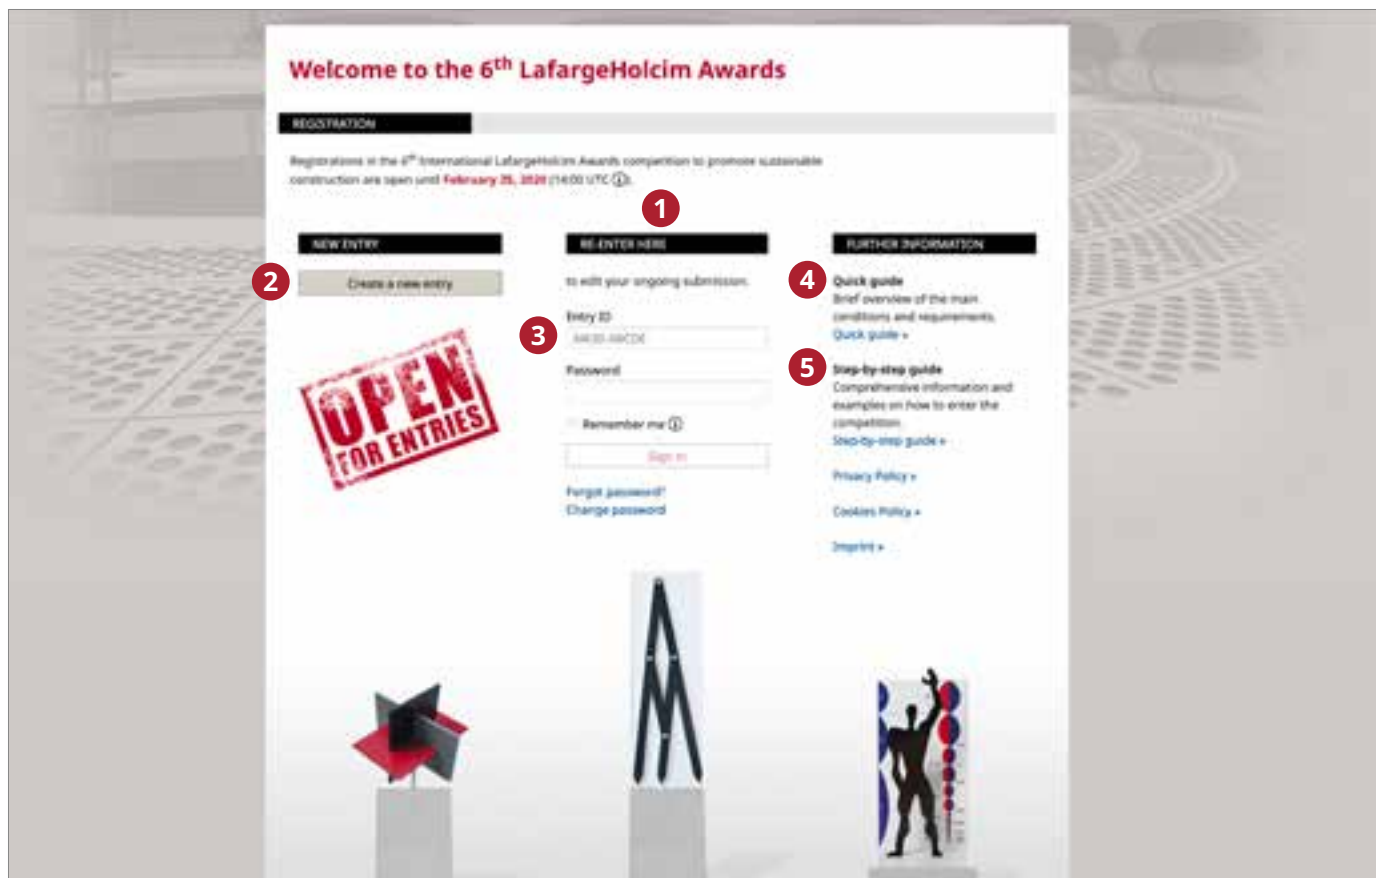 Welcome to the 6th LafargeHolcim Awards
REGISTRATION
Registrations in the 6th International LafargeHolcim Awards competition to promote sustainable
construction are open until February 25, 2020 (14:00 UTC ⓘ).
1
NEW ENTRY
2
Create a new entry
OPEN
FOR ENTRIES
RE-ENTER HERE
to edit your ongoing submission.
Entry ID
3
Password
Remember me ⓘ
Sign in
Forgot password?
Change password
FURTHER INFORMATION
4
Quick guide
Brief overview of the main
conditions and requirements.
Quick guide »
5
Step-by-step guide
Comprehensive information and
examples on how to enter the
competition.
Step-by-step guide »
Privacy Policy »
Cookies Policy »
Imprint »